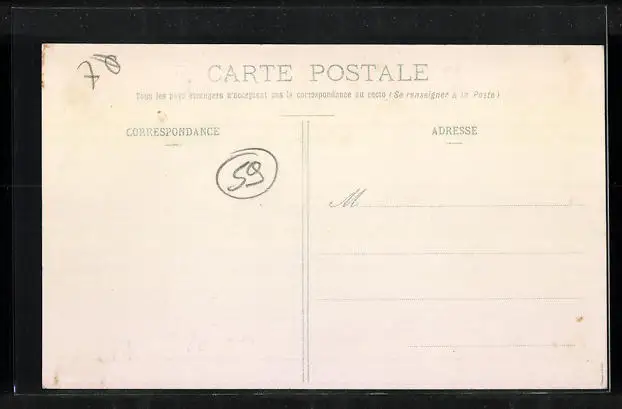 78
CARTE POSTALE
Tous les pays étrangers n'acceptent pas la correspondance au recto (Se renseigner à la Poste)
CORRESPONDANCE
ADRESSE
59
M